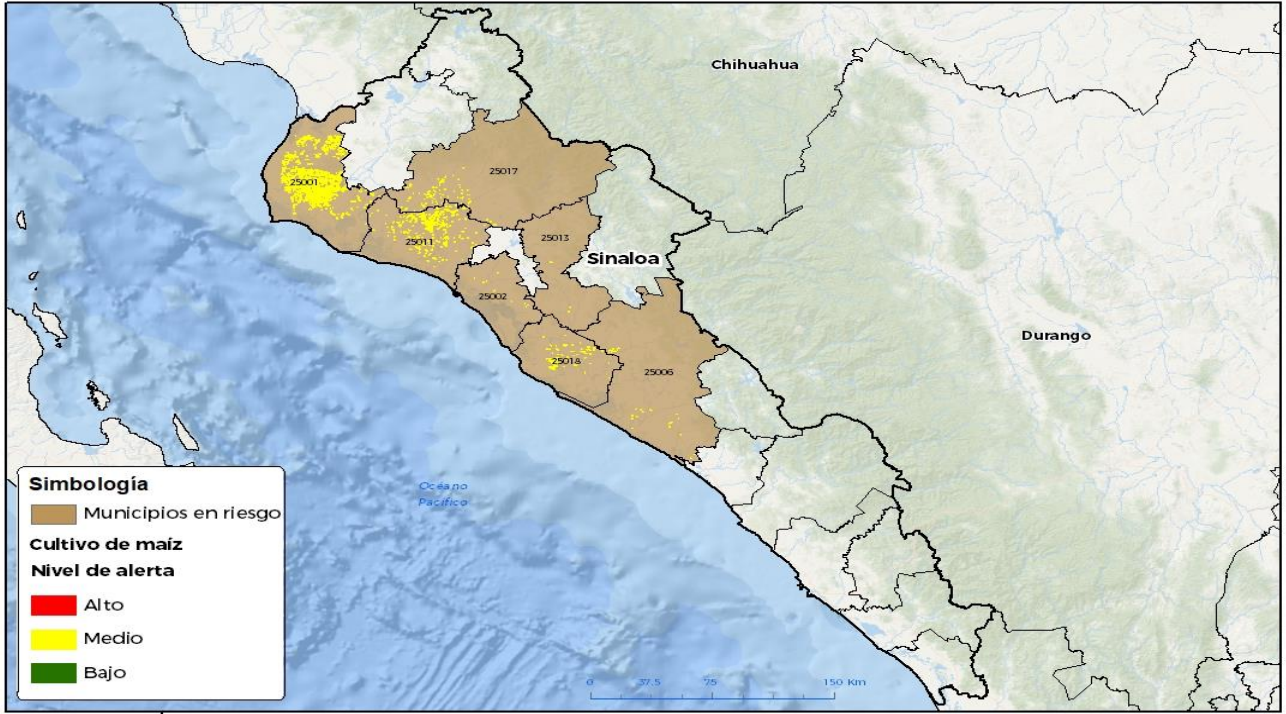 Chihuahua
25017
25001
25011
25013
Sinaloa
25002
Durango
25018
25006
Océano
Pacífico
Simbología
Municipios en riesgo
Cultivo de maíz
Nivel de alerta
Alto
Medio
Bajo
0 37.5 75 150 Km